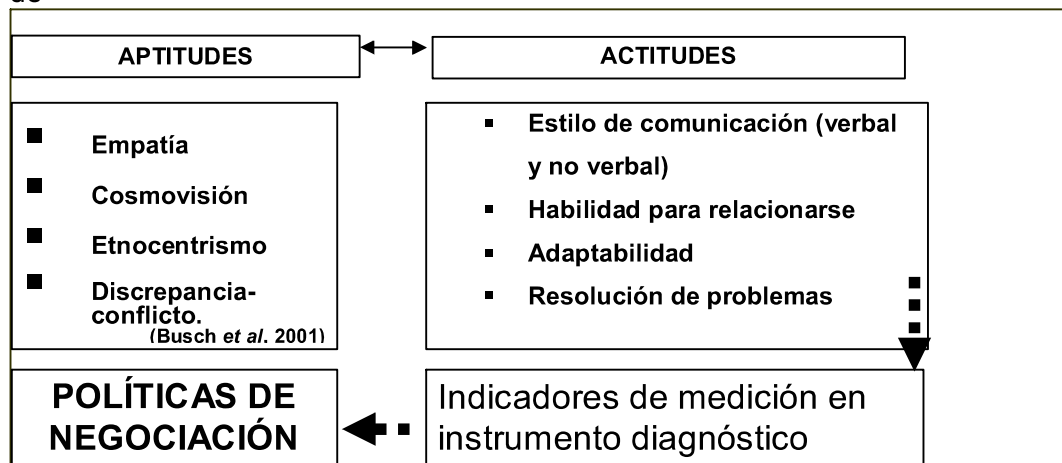 de
APTITUDES
ACTITUDES
▪ Empatía
▪ Cosmovisión
▪ Etnocentrismo
▪ Discrepancia-
conflicto.
(Busch et al. 2001)
▪ Estilo de comunicación (verbal
y no verbal)
▪ Habilidad para relacionarse
▪ Adaptabilidad
▪ Resolución de problemas
POLÍTICAS DE
NEGOCIACIÓN
Indicadores de medición en
instrumento diagnóstico